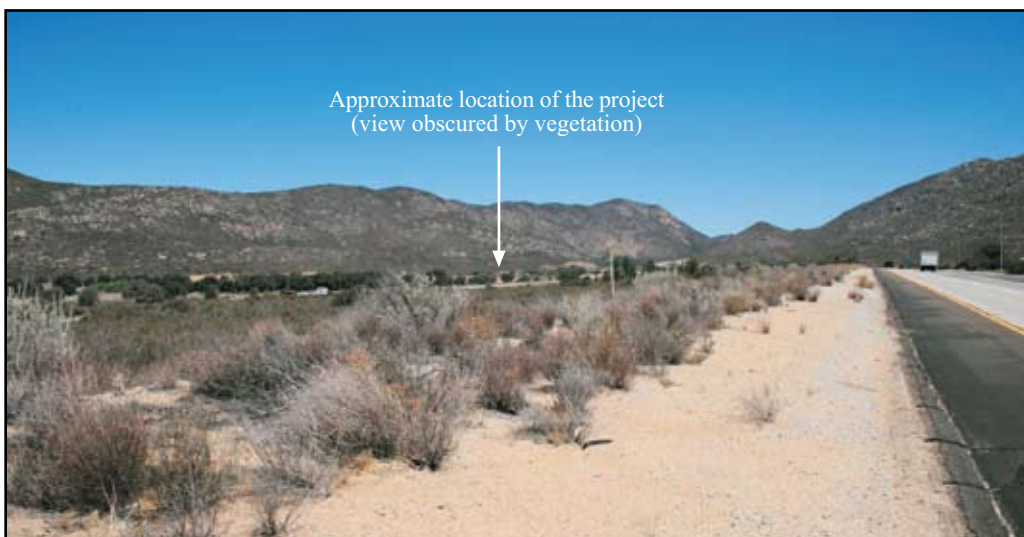 Approximate location of the project
(view obscured by vegetation)